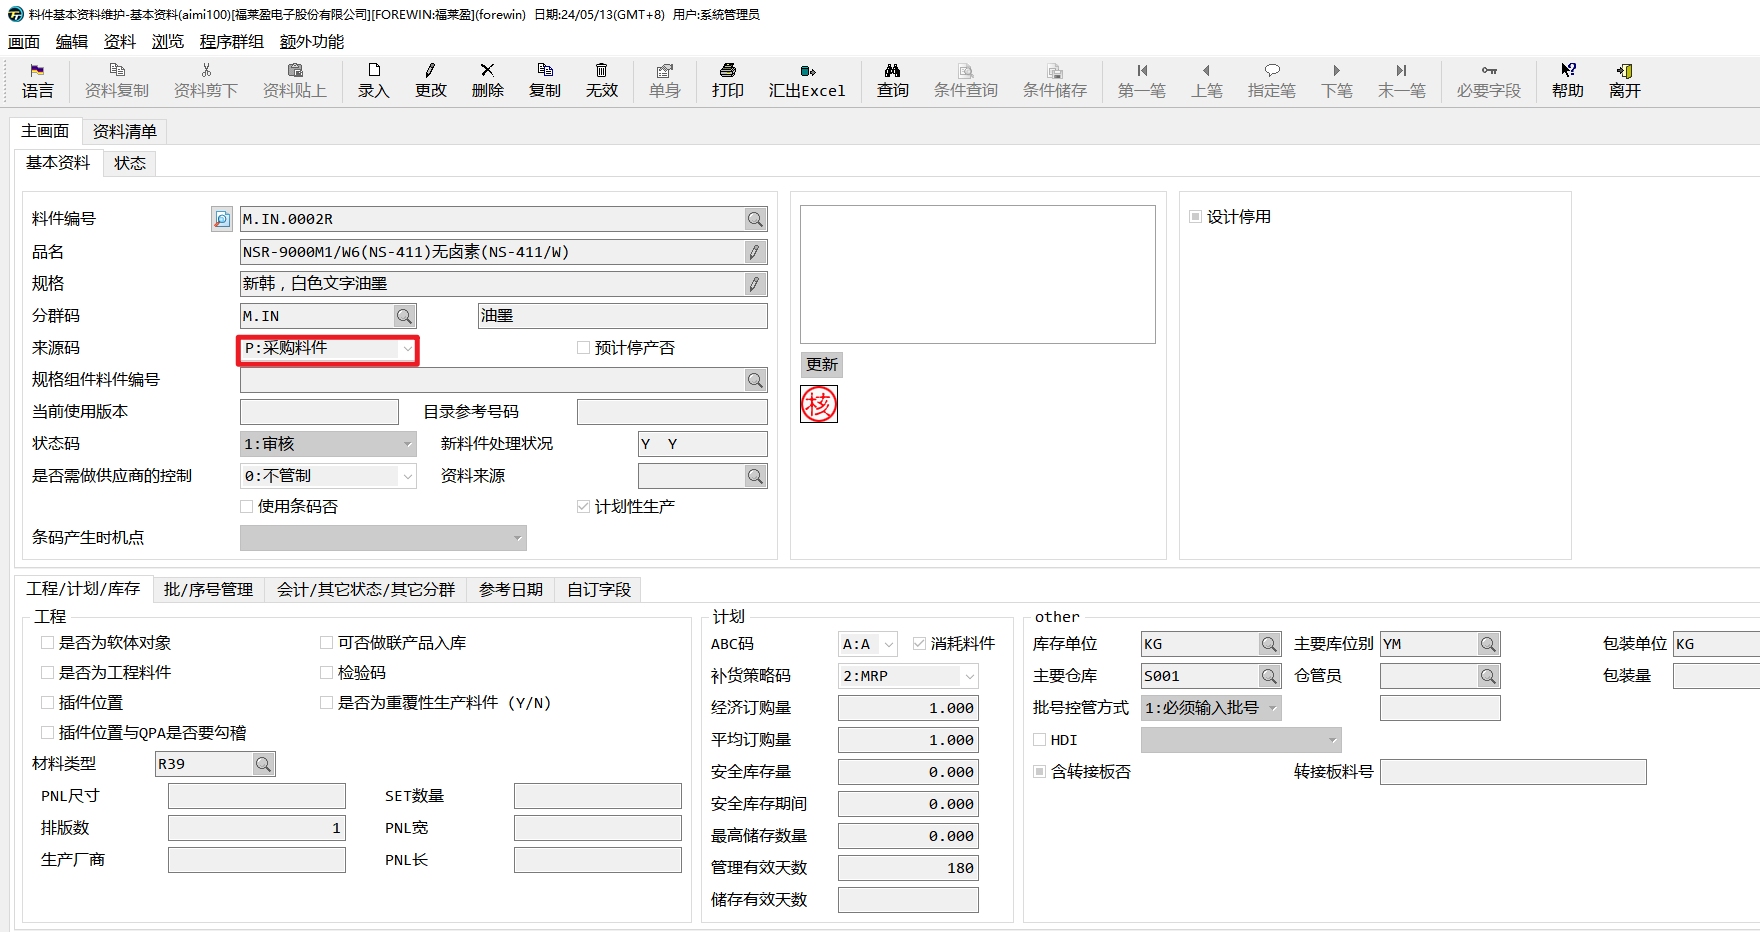 料件基本资料维护-基本资料(aimi100)[福莱盈电子股份有限公司][FOREWIN:福莱盈](forewin) 日期:24/05/13(GMT+8) 用户:系统管理员
画面 编辑 资料 浏览 程序群组 额外功能
语言 资料复制 资料剪下 资料贴上 录入 更改 删除 复制 无效 单身 打印 汇出Excel 查询 条件查询 条件储存 第一笔 上笔 指定笔 下笔 末一笔 必要字段 帮助 离开
主画面 资料清单
基本资料 状态
料件编号 M.IN.0002R
品名 NSR-9000M1/W6(NS-411)无卤素(NS-411/W)
规格 新韩，白色文字油墨
分群码 M.IN 油墨
来源码 P:采购料件 预计停产否
规格组件料件编号
当前使用版本 目录参考号码
状态码 1:审核 新料件处理状况 Y Y
是否需做供应商的控制 0:不管制 资料来源
使用条码否 计划性生产
条码产生时机点
更新
核
设计停用
工程/计划/库存 批/序号管理 会计/其它状态/其它分群 参考日期 自订字段
工程
是否为软体对象 可否做联产品入库
是否为工程料件 检验码
插件位置 是否为重覆性生产料件 (Y/N)
插件位置与QPA是否要勾稽
材料类型 R39
PNL尺寸 SET数量
排版数 1 PNL宽
生产厂商 PNL长
计划
ABC码 A:A 消耗料件
补货策略码 2:MRP
经济订购量 1.000
平均订购量 1.000
安全库存量 0.000
安全库存期间 0.000
最高储存数量 0.000
管理有效天数 180
储存有效天数
other
库存单位 KG 主要库位别 YM 包装单位 KG
主要仓库 S001 仓管员 包装量
批号控管方式 1:必须输入批号
HDI
含转接板否 转接板料号